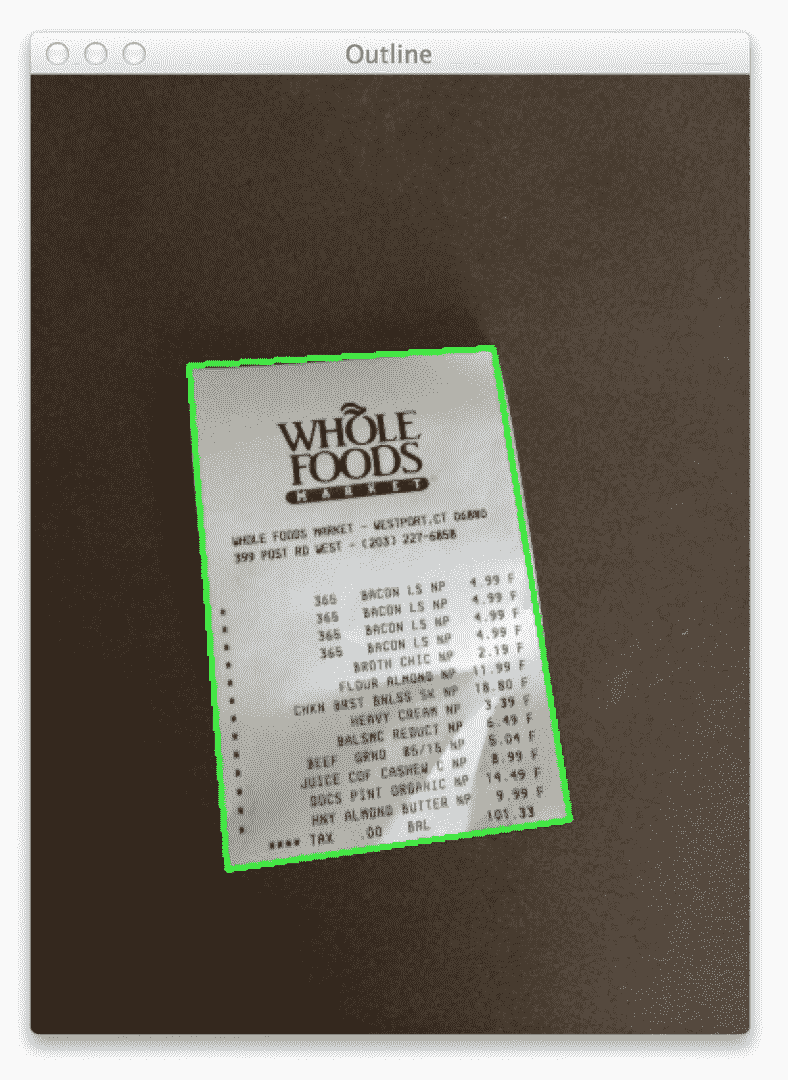 Outline
WHOLE
FOODS
MARKET
WHOLE FOODS MARKET - WESTPORT,CT 06880
399 POST RD WEST - (203) 227-6858
365 BACON LS NP 4.99 F
365 BACON LS NP 4.99 F
365 BACON LS NP 4.99 F
365 BACON LS NP 4.99 F
BROTH CHIC NP 2.19 F
FLOUR ALMOND NP 11.99 F
CHKN BRST BNLSS SK NP 18.80 F
HEAVY CREAM NP 3.39 F
BALSMC REDUCT NP 6.49 F
BEEF GRND 85/15 NP 5.04 F
JUICE COF CASHEW C NP 8.99 F
DOCS PINT ORGANIC NP 14.49 F
HNY ALMOND BUTTER NP 9.99 F
**** TAX .00 BAL 101.33